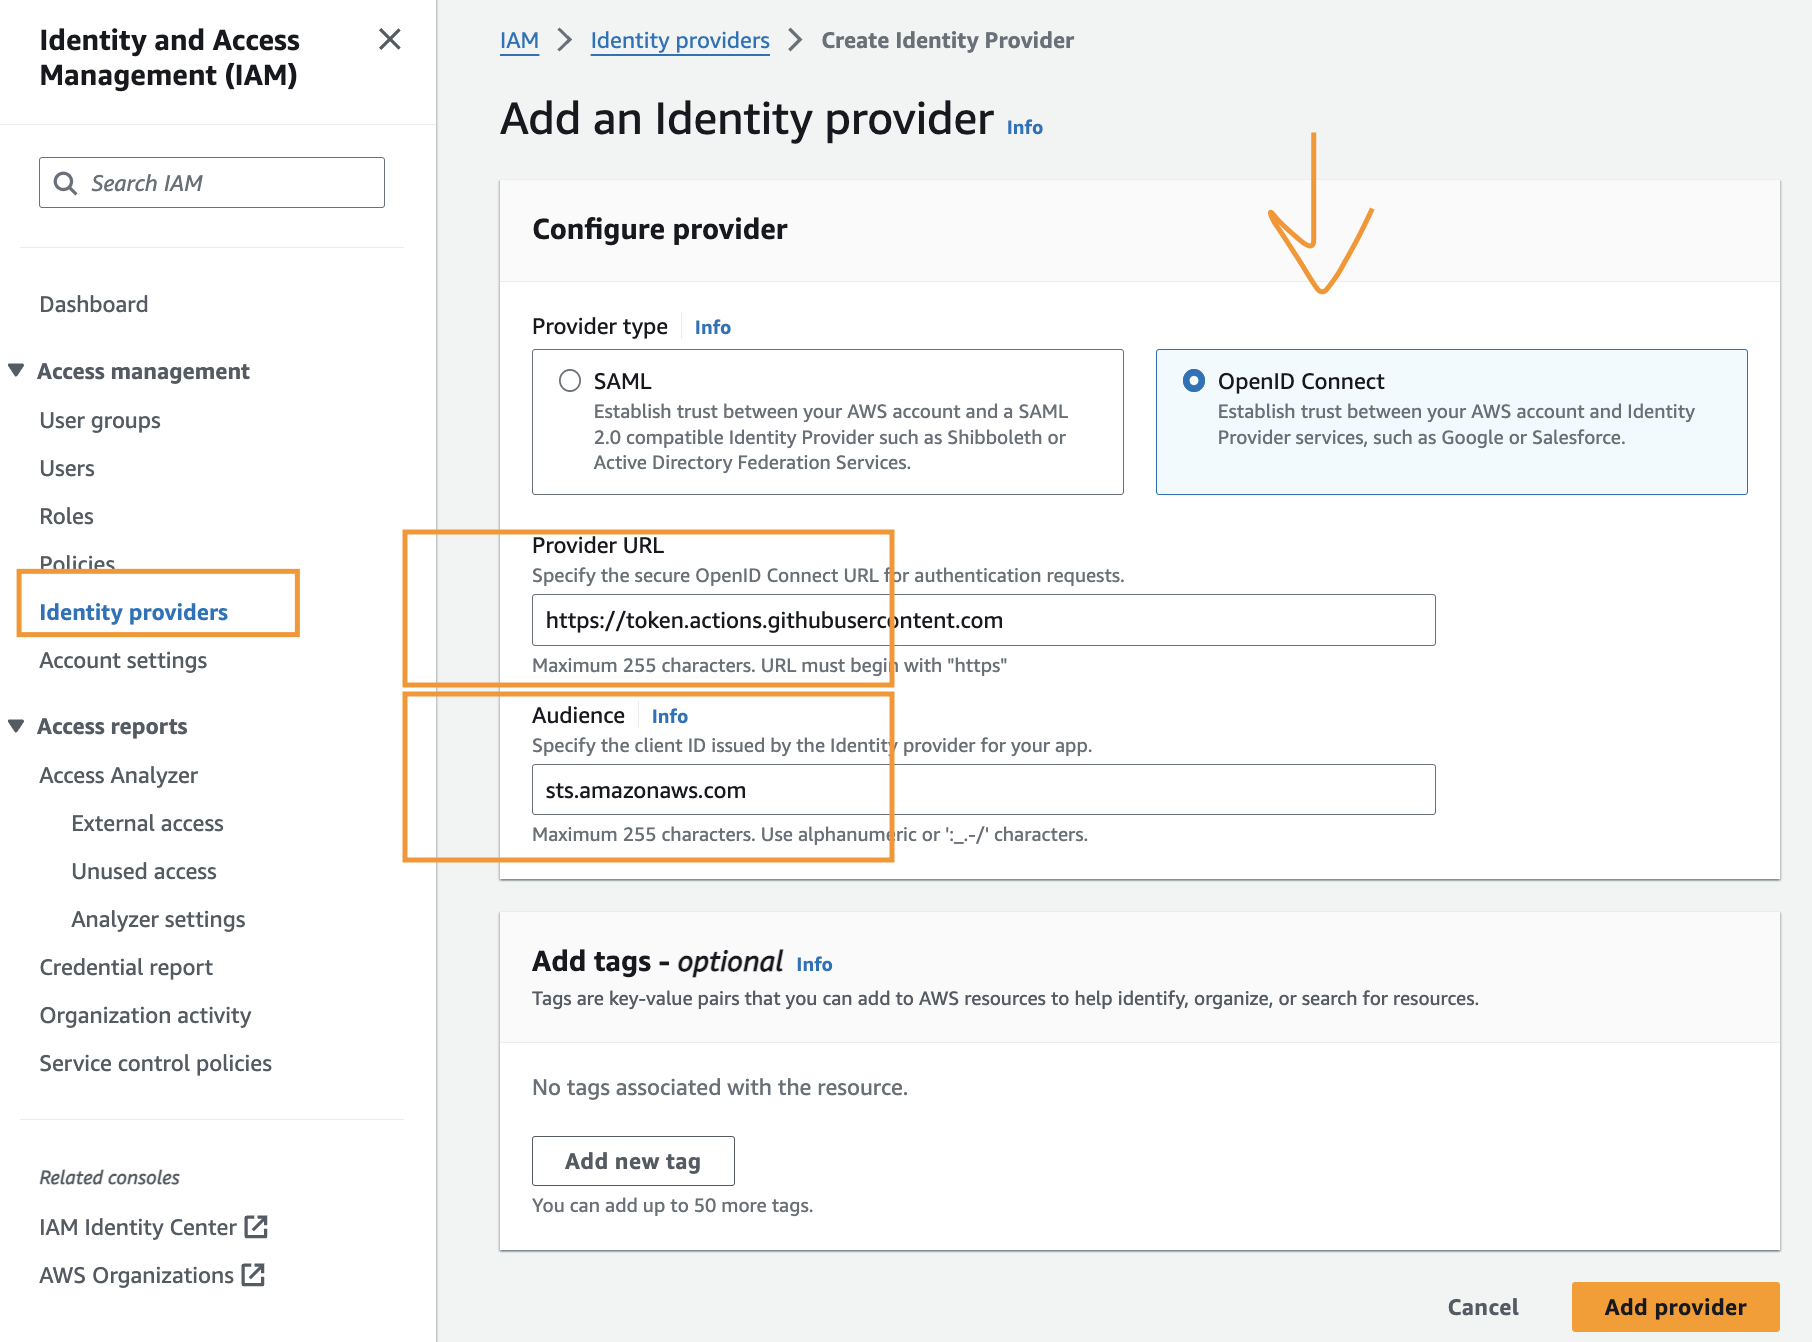 Identity and Access
Management (IAM)
Search IAM
Dashboard
Access management
User groups
Users
Roles
Policies
Identity providers
Account settings
Access reports
Access Analyzer
External access
Unused access
Analyzer settings
Credential report
Organization activity
Service control policies
Related consoles
IAM Identity Center
AWS Organizations
IAM > Identity providers > Create Identity Provider
Add an Identity provider Info
Configure provider
Provider type Info
SAML
Establish trust between your AWS account and a SAML
2.0 compatible Identity Provider such as Shibboleth or
Active Directory Federation Services.
OpenID Connect
Establish trust between your AWS account and Identity
Provider services, such as Google or Salesforce.
Provider URL
Specify the secure OpenID Connect URL for authentication requests.
https://token.actions.githubusercontent.com
Maximum 255 characters. URL must begin with "https"
Audience Info
Specify the client ID issued by the Identity provider for your app.
sts.amazonaws.com
Maximum 255 characters. Use alphanumeric or ':_.-/' characters.
Add tags - optional Info
Tags are key-value pairs that you can add to AWS resources to help identify, organize, or search for resources.
No tags associated with the resource.
Add new tag
You can add up to 50 more tags.
Cancel
Add provider